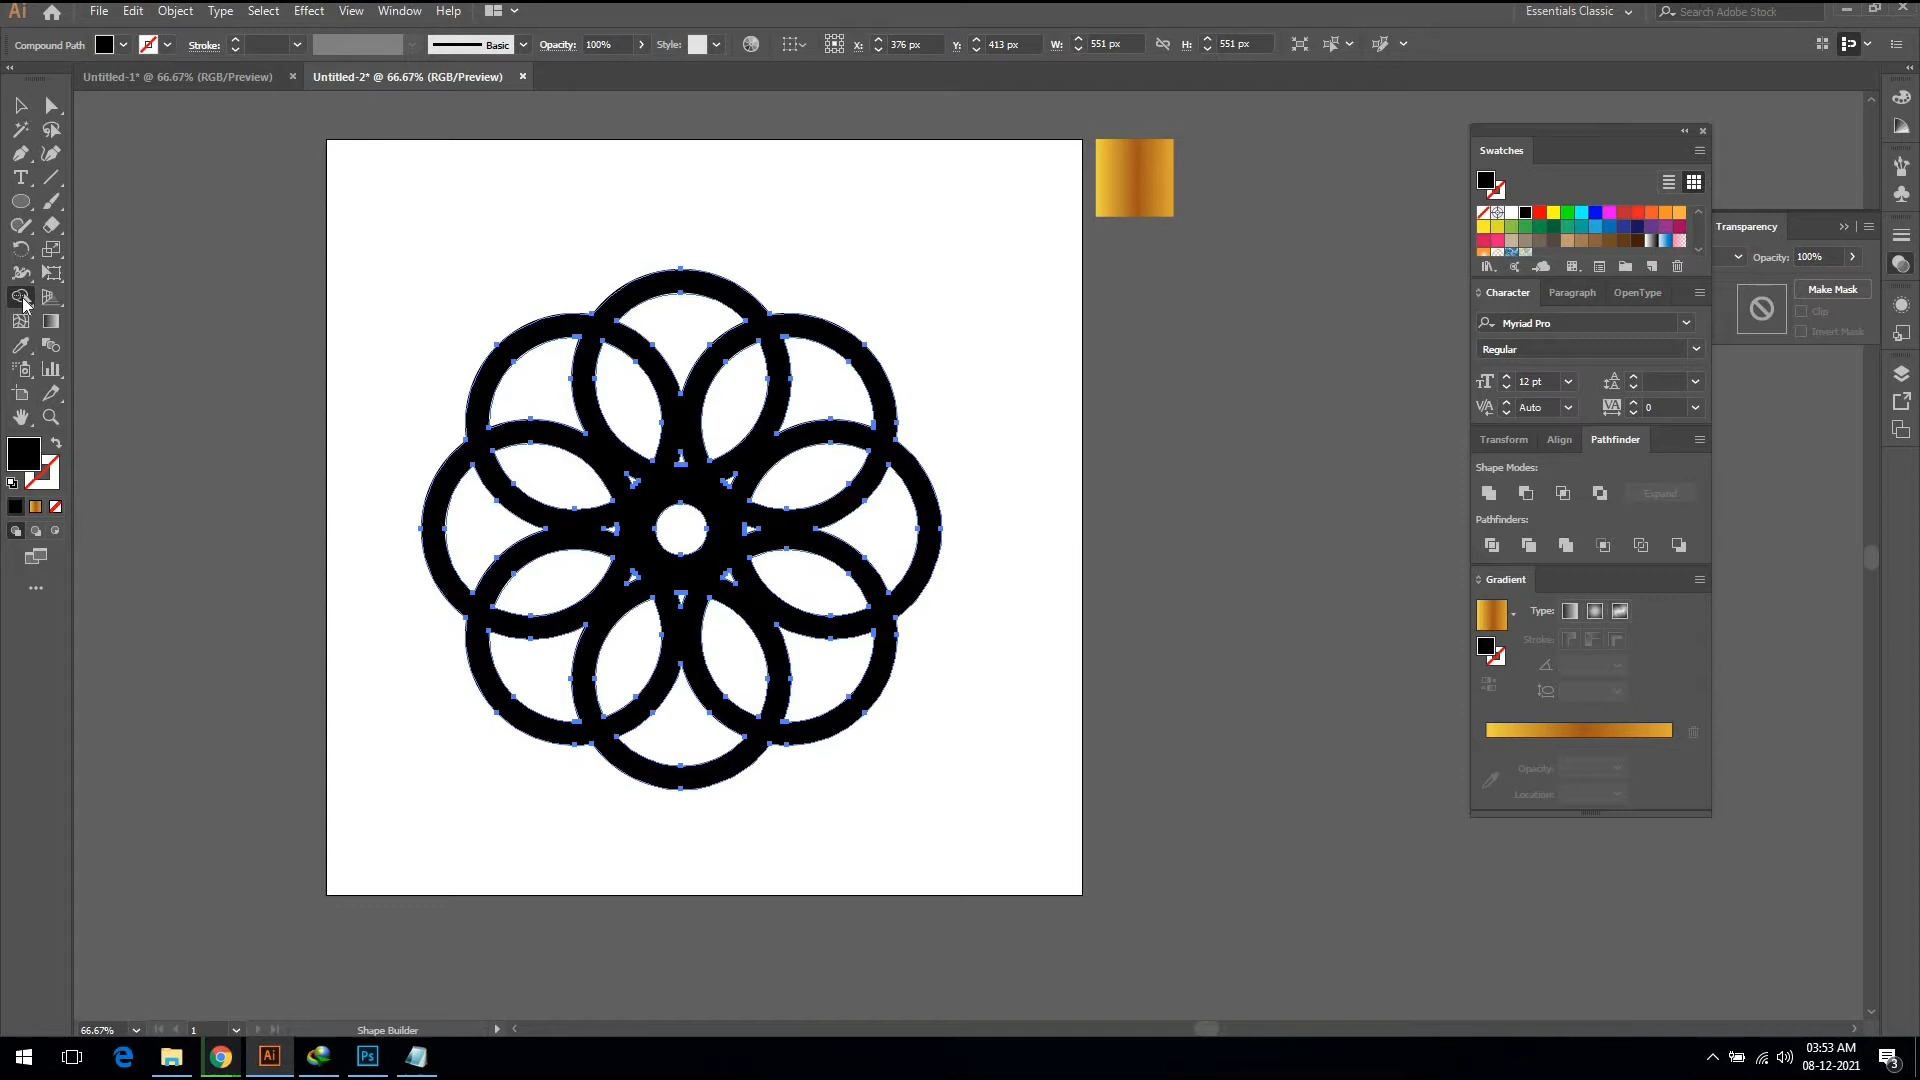 Ai File Edit Object Type Select Effect View Window Help Essentials Classic Search Adobe Stock
Compound Path Stroke: Basic Opacity: 100% Style: X: 376 px Y: 413 px W: 551 px H: 551 px
Untitled-1* @ 66.67% (RGB/Preview) × Untitled-2* @ 66.67% (RGB/Preview) ×
Swatches
Transparency
Opacity: 100%
Make Mask
Clip
Invert Mask
Character Paragraph OpenType
Myriad Pro
Regular
12 pt
Auto 0
Transform Align Pathfinder
Shape Modes:
Expand
Pathfinders:
Gradient
Type:
Stroke:
Opacity:
Location:
66.67% 1 Shape Builder
Ai Ps
03:53 AM
08-12-2021
3